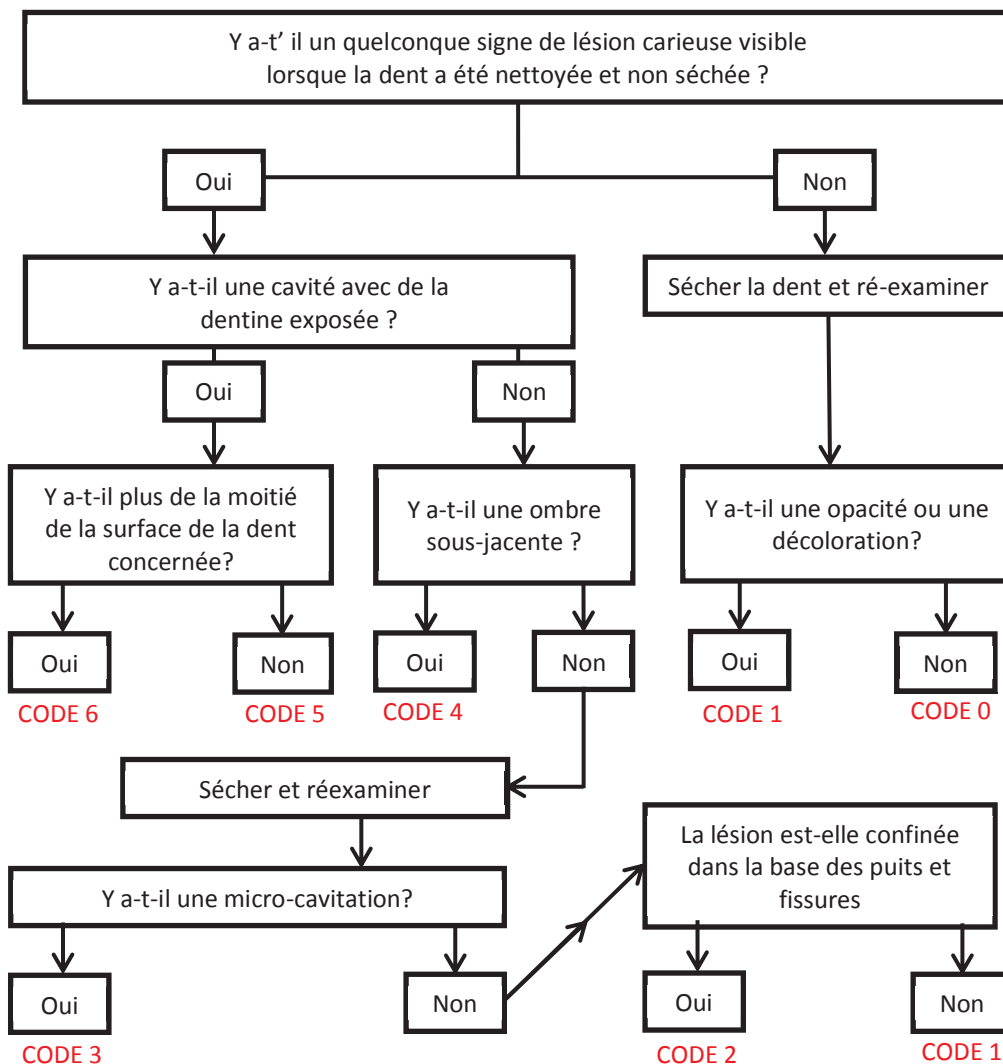 Y a-t’ il un quelconque signe de lésion carieuse visible
lorsque la dent a été nettoyée et non séchée ?
Oui
Non
Y a-t-il une cavité avec de la
dentine exposée ?
Sécher la dent et ré-examiner
Oui
Non
Y a-t-il plus de la moitié
de la surface de la dent
concernée?
Y a-t-il une ombre
sous-jacente ?
Y a-t-il une opacité ou une
décoloration?
Oui
Non
Oui
Non
Oui
Non
CODE 6
CODE 5
CODE 4
CODE 1
CODE 0
Sécher et réexaminer
La lésion est-elle confinée
dans la base des puits et
fissures
Y a-t-il une micro-cavitation?
Oui
Non
Oui
Non
CODE 3
CODE 2
CODE 1